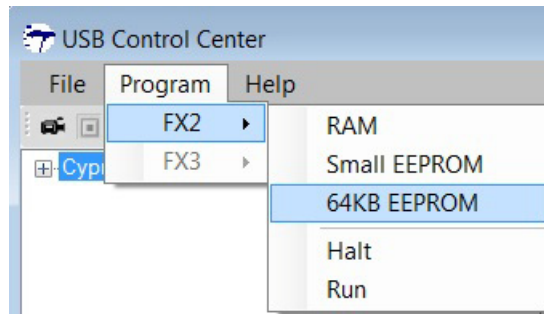 USB Control Center
File Program Help
FX2 RAM
FX3 Small EEPROM
64KB EEPROM
Halt
Run